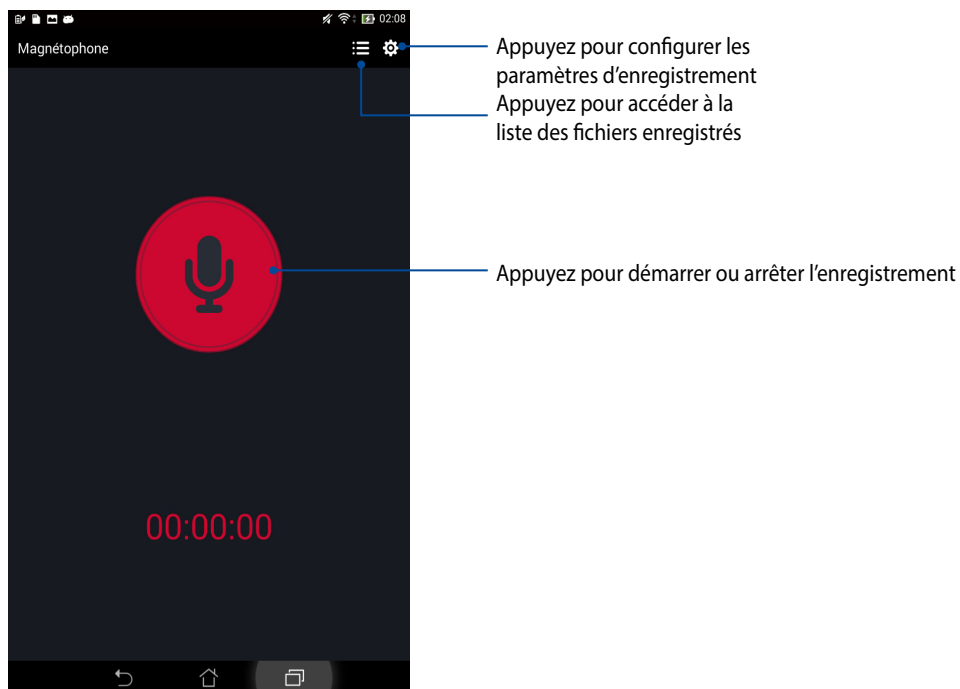 02:08
Magnétophone
Appuyez pour configurer les
paramètres d'enregistrement
Appuyez pour accéder à la
liste des fichiers enregistrés
Appuyez pour démarrer ou arrêter l'enregistrement
00:00:00